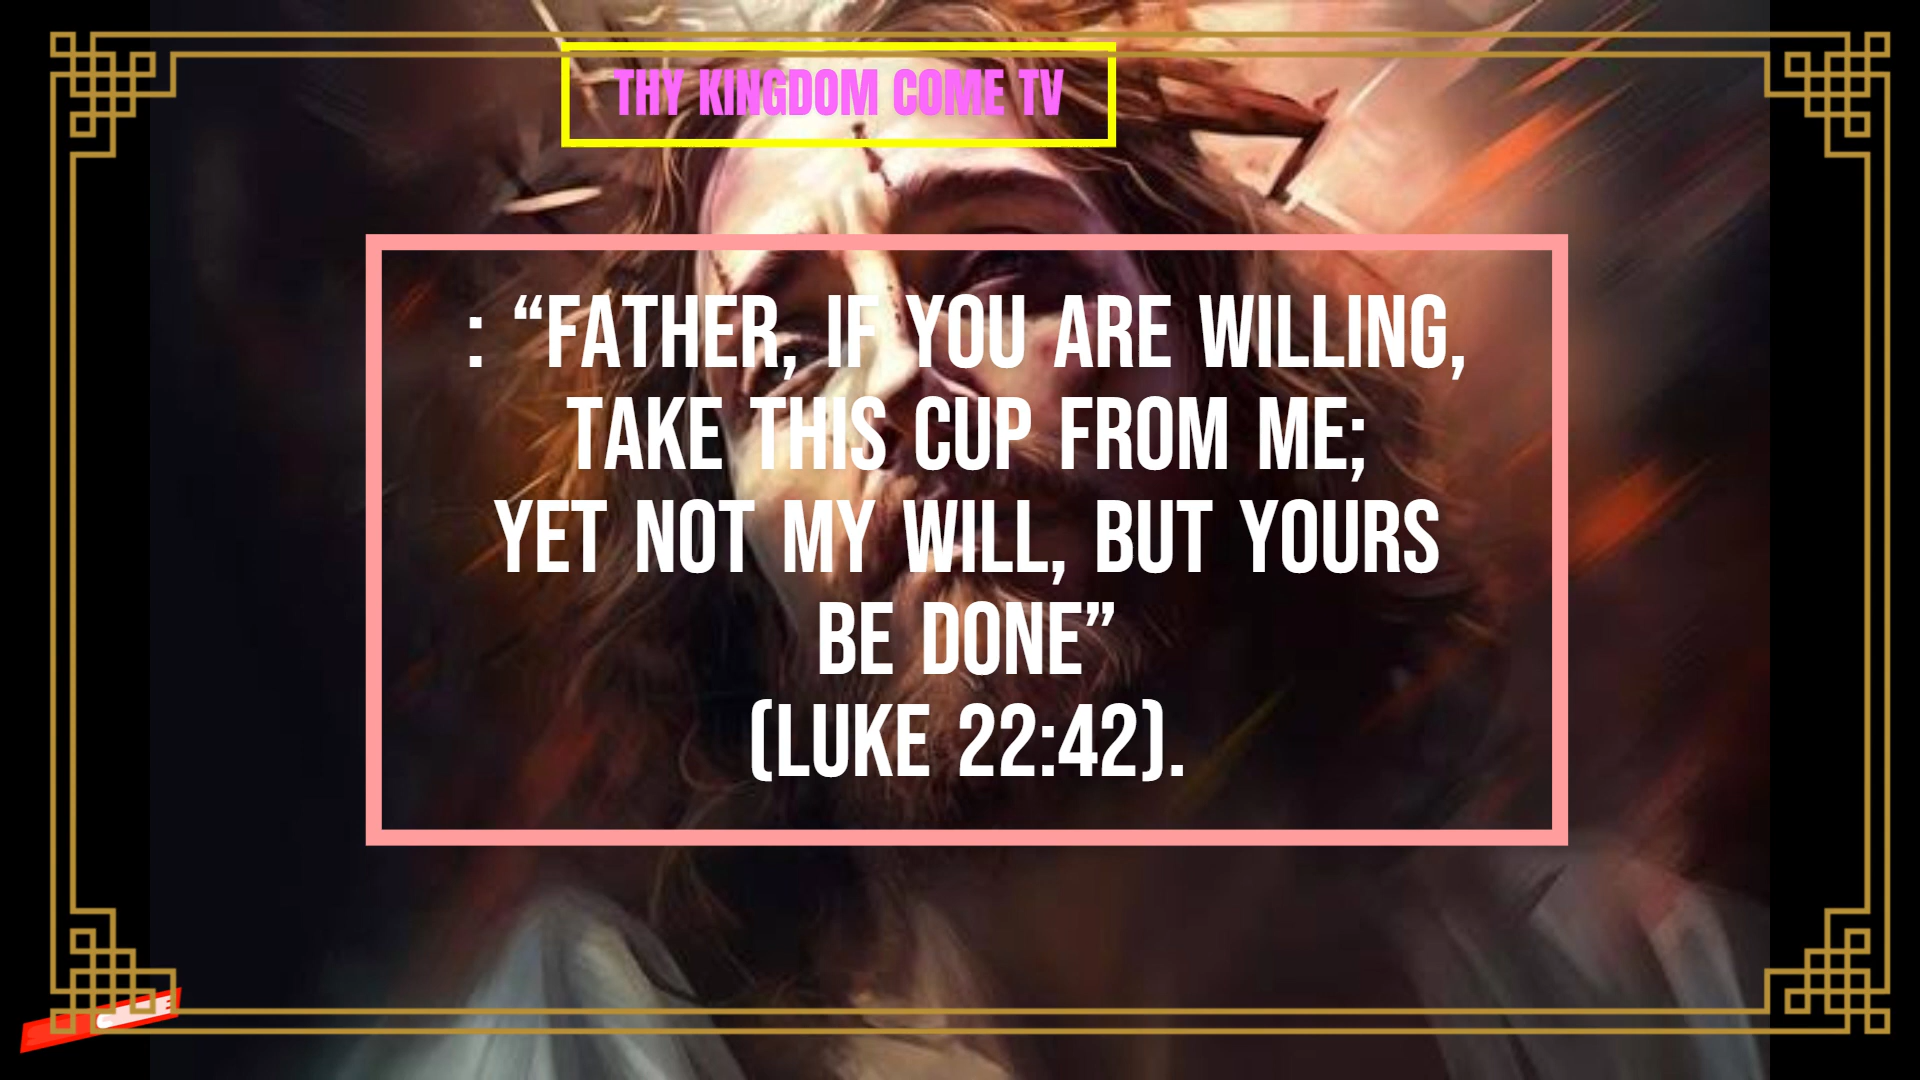 THY KINGDOM COME TV
: “FATHER, IF YOU ARE WILLING,
TAKE THIS CUP FROM ME;
YET NOT MY WILL, BUT YOURS
BE DONE”
(LUKE 22:42).